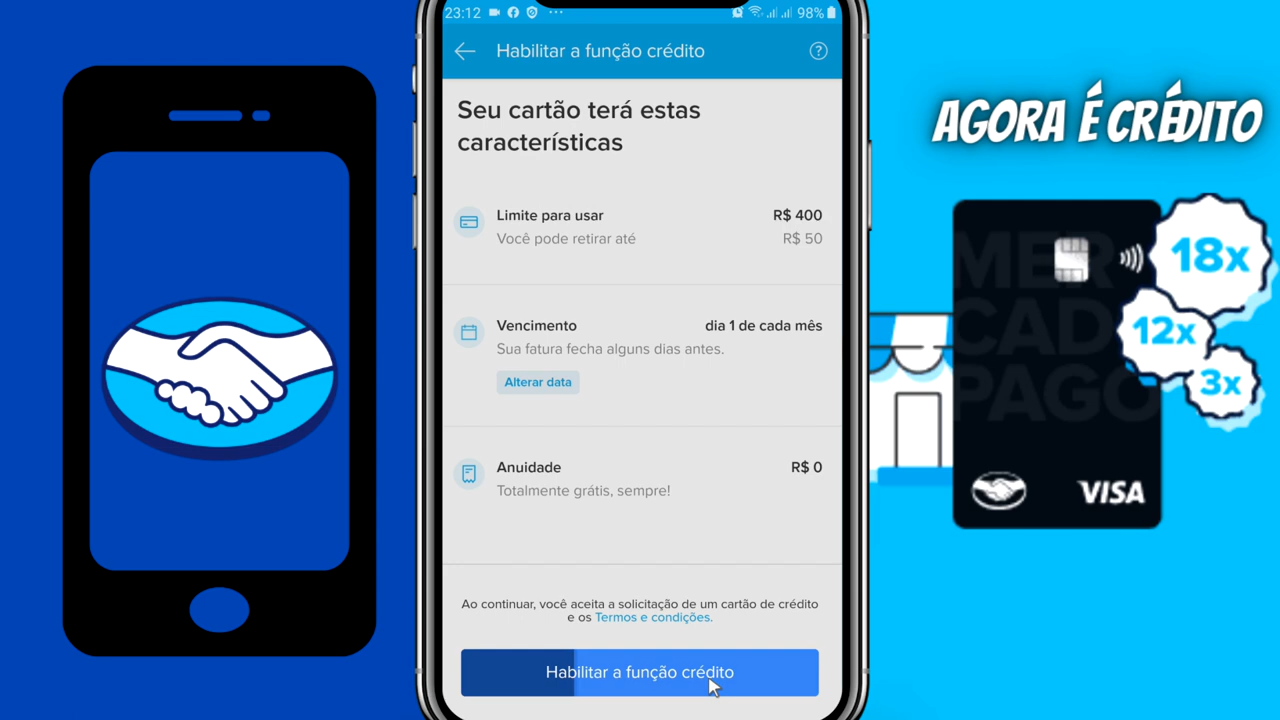 23:12
98%
Habilitar a função crédito
?
Seu cartão terá estas
características
Limite para usar R$ 400
Você pode retirar até R$ 50
Vencimento dia 1 de cada mês
Sua fatura fecha alguns dias antes.
Alterar data
Anuidade R$ 0
Totalmente grátis, sempre!
Ao continuar, você aceita a solicitação de um cartão de crédito
e os Termos e condições.
Habilitar a função crédito
AGORA É CRÉDITO
MER
CAD
PAGO
18x
12x
3x
VISA